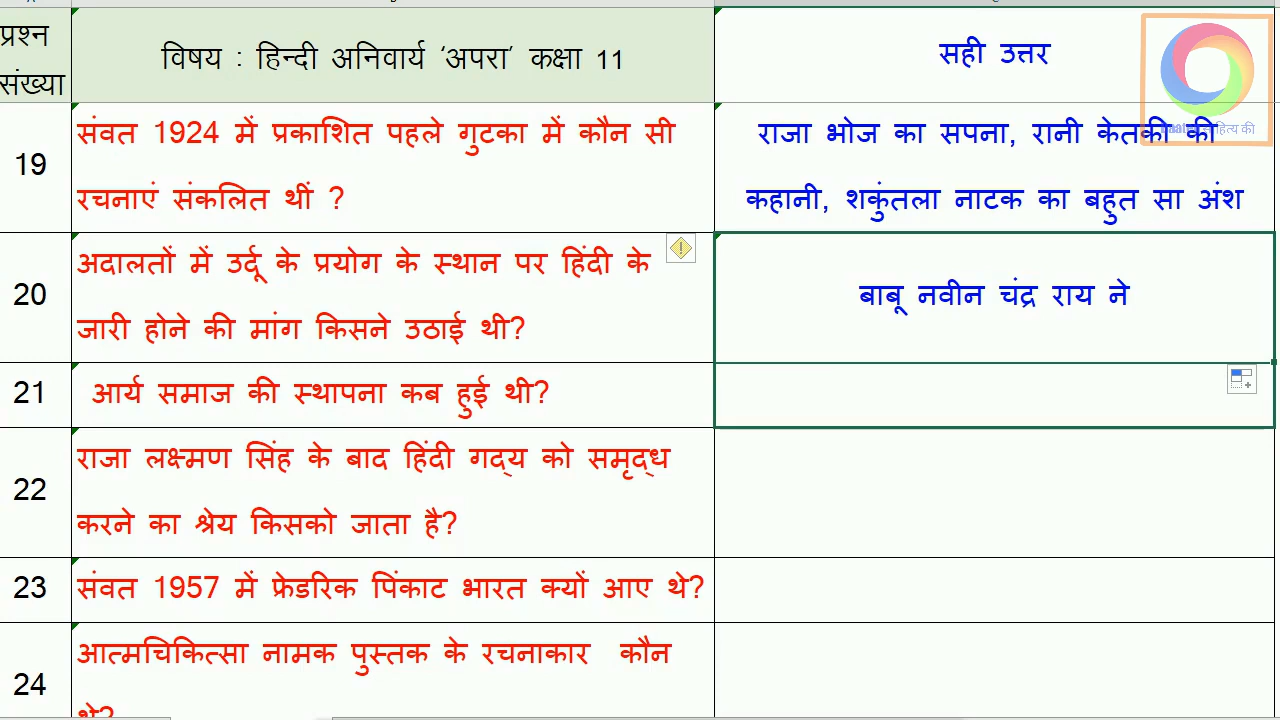 प्रश्न
संख्या
विषय : हिन्दी अनिवार्य ‘अपरा’ कक्षा 11
सही उत्तर
19
संवत 1924 में प्रकाशित पहले गुटका में कौन सी
रचनाएं संकलित थीं ?
राजा भोज का सपना, रानी केतकी की
कहानी, शकुंतला नाटक का बहुत सा अंश
20
अदालतों में उर्दू के प्रयोग के स्थान पर हिंदी के
जारी होने की मांग किसने उठाई थी?
बाबू नवीन चंद्र राय ने
21
आर्य समाज की स्थापना कब हुई थी?
22
राजा लक्ष्मण सिंह के बाद हिंदी गद्य को समृद्ध
करने का श्रेय किसको जाता है?
23
संवत 1957 में फ्रेडरिक पिंकाट भारत क्यों आए थे?
24
आत्मचिकित्सा नामक पुस्तक के रचनाकार कौन
थे?